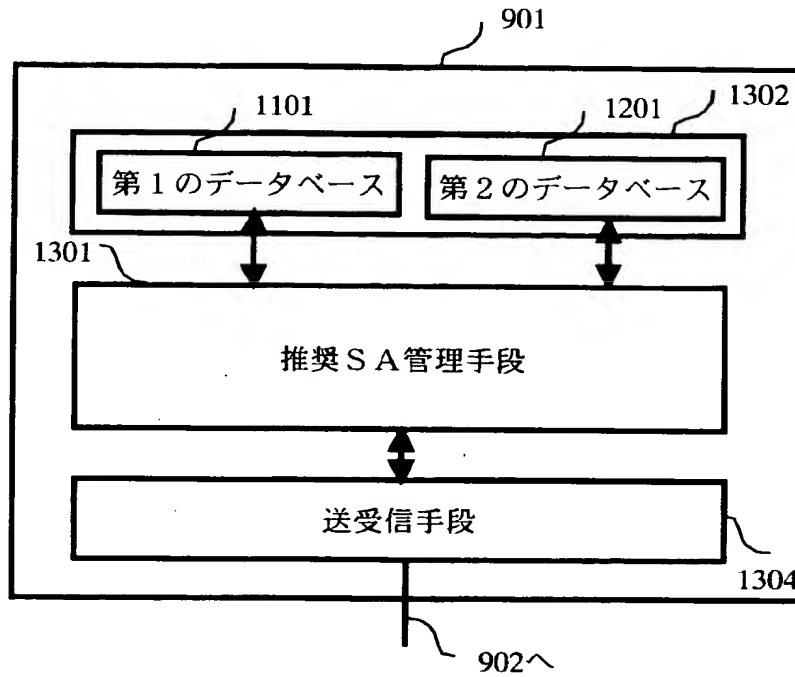 901
1302
1101
1201
第1のデータベース
第2のデータベース
1301
推奨SA管理手段
送受信手段
1304
902へ